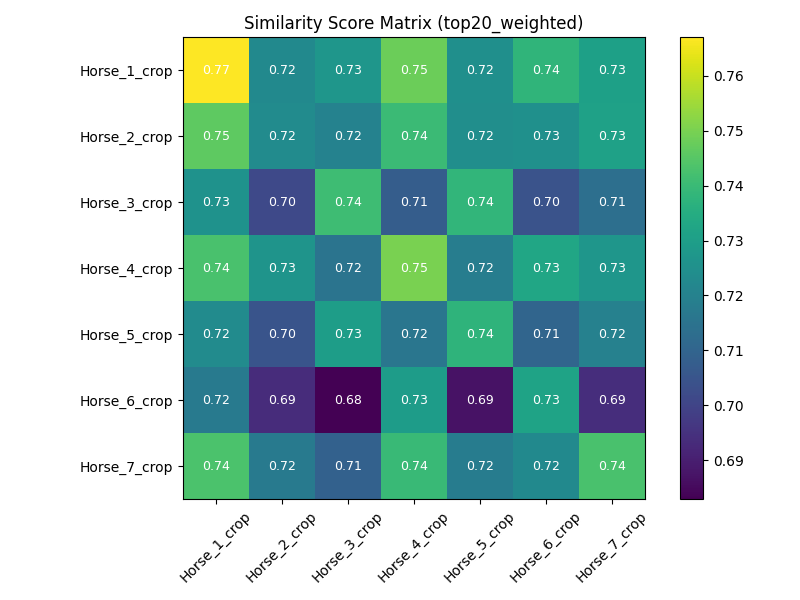 Similarity Score Matrix (top20_weighted)
Horse_1_crop 0.77 0.72 0.73 0.75 0.72 0.74 0.73
Horse_2_crop 0.75 0.72 0.72 0.74 0.72 0.73 0.73
Horse_3_crop 0.73 0.70 0.74 0.71 0.74 0.70 0.71
Horse_4_crop 0.74 0.73 0.72 0.75 0.72 0.73 0.73
Horse_5_crop 0.72 0.70 0.73 0.72 0.74 0.71 0.72
Horse_6_crop 0.72 0.69 0.68 0.73 0.69 0.73 0.69
Horse_7_crop 0.74 0.72 0.71 0.74 0.72 0.72 0.74
Horse_1_crop Horse_2_crop Horse_3_crop Horse_4_crop Horse_5_crop Horse_6_crop Horse_7_crop
0.76
0.75
0.74
0.73
0.72
0.71
0.70
0.69